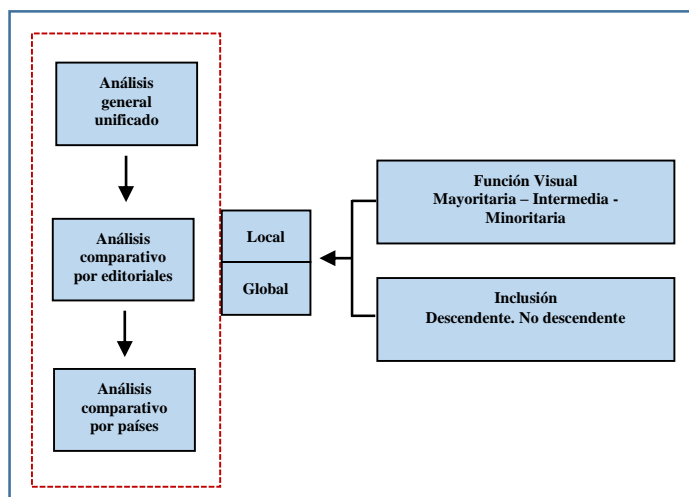 Análisis
general
unificado
Análisis
comparativo
por editoriales
Análisis
comparativo
por países
Local
Global
Función Visual
Mayoritaria – Intermedia -
Minoritaria
Inclusión
Descendente. No descendente